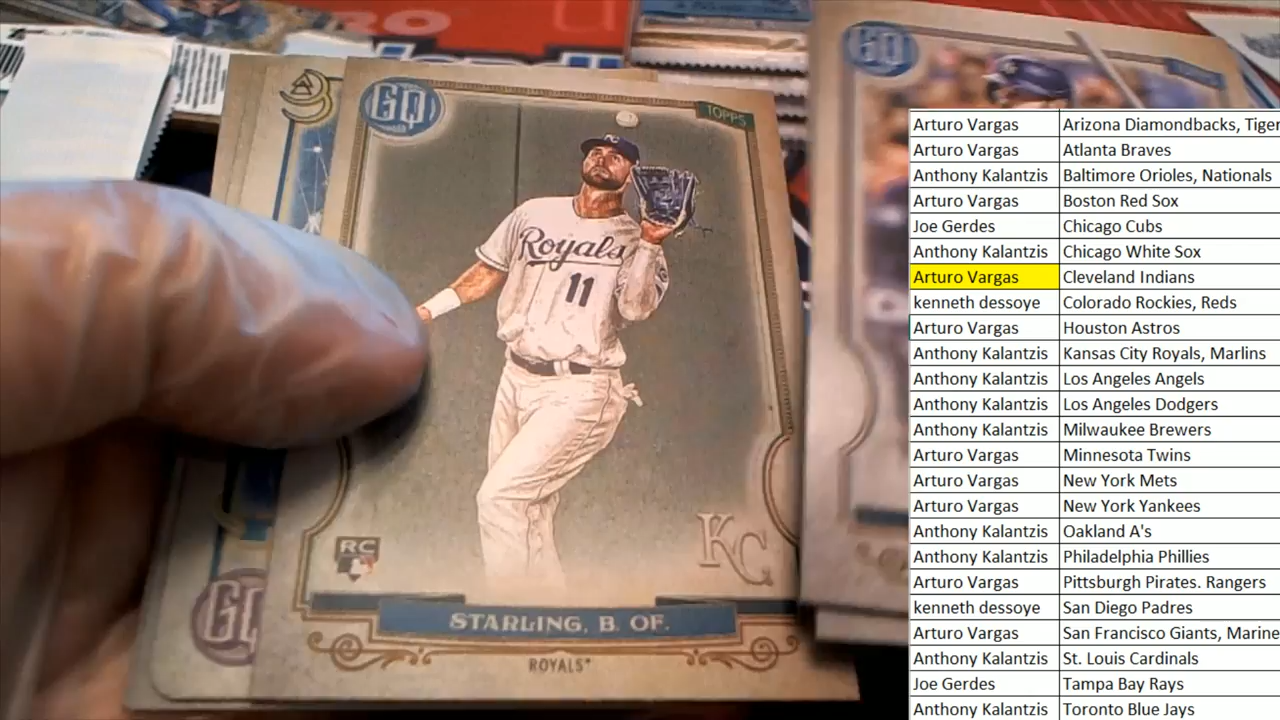 RO
GQ
TOPPS
KC
Royals
11
RC
KC
STARLING, B. OF.
ROYALS
GQ
GQ
Arturo Vargas Arizona Diamondbacks, Tiger
Arturo Vargas Atlanta Braves
Anthony Kalantzis Baltimore Orioles, Nationals
Arturo Vargas Boston Red Sox
Joe Gerdes Chicago Cubs
Anthony Kalantzis Chicago White Sox
Arturo Vargas Cleveland Indians
kenneth dessoye Colorado Rockies, Reds
Arturo Vargas Houston Astros
Anthony Kalantzis Kansas City Royals, Marlins
Anthony Kalantzis Los Angeles Angels
Anthony Kalantzis Los Angeles Dodgers
Anthony Kalantzis Milwaukee Brewers
Arturo Vargas Minnesota Twins
Arturo Vargas New York Mets
Arturo Vargas New York Yankees
Anthony Kalantzis Oakland A's
Anthony Kalantzis Philadelphia Phillies
Arturo Vargas Pittsburgh Pirates. Rangers
kenneth dessoye San Diego Padres
Arturo Vargas San Francisco Giants, Marine
Anthony Kalantzis St. Louis Cardinals
Joe Gerdes Tampa Bay Rays
Anthony Kalantzis Toronto Blue Jays